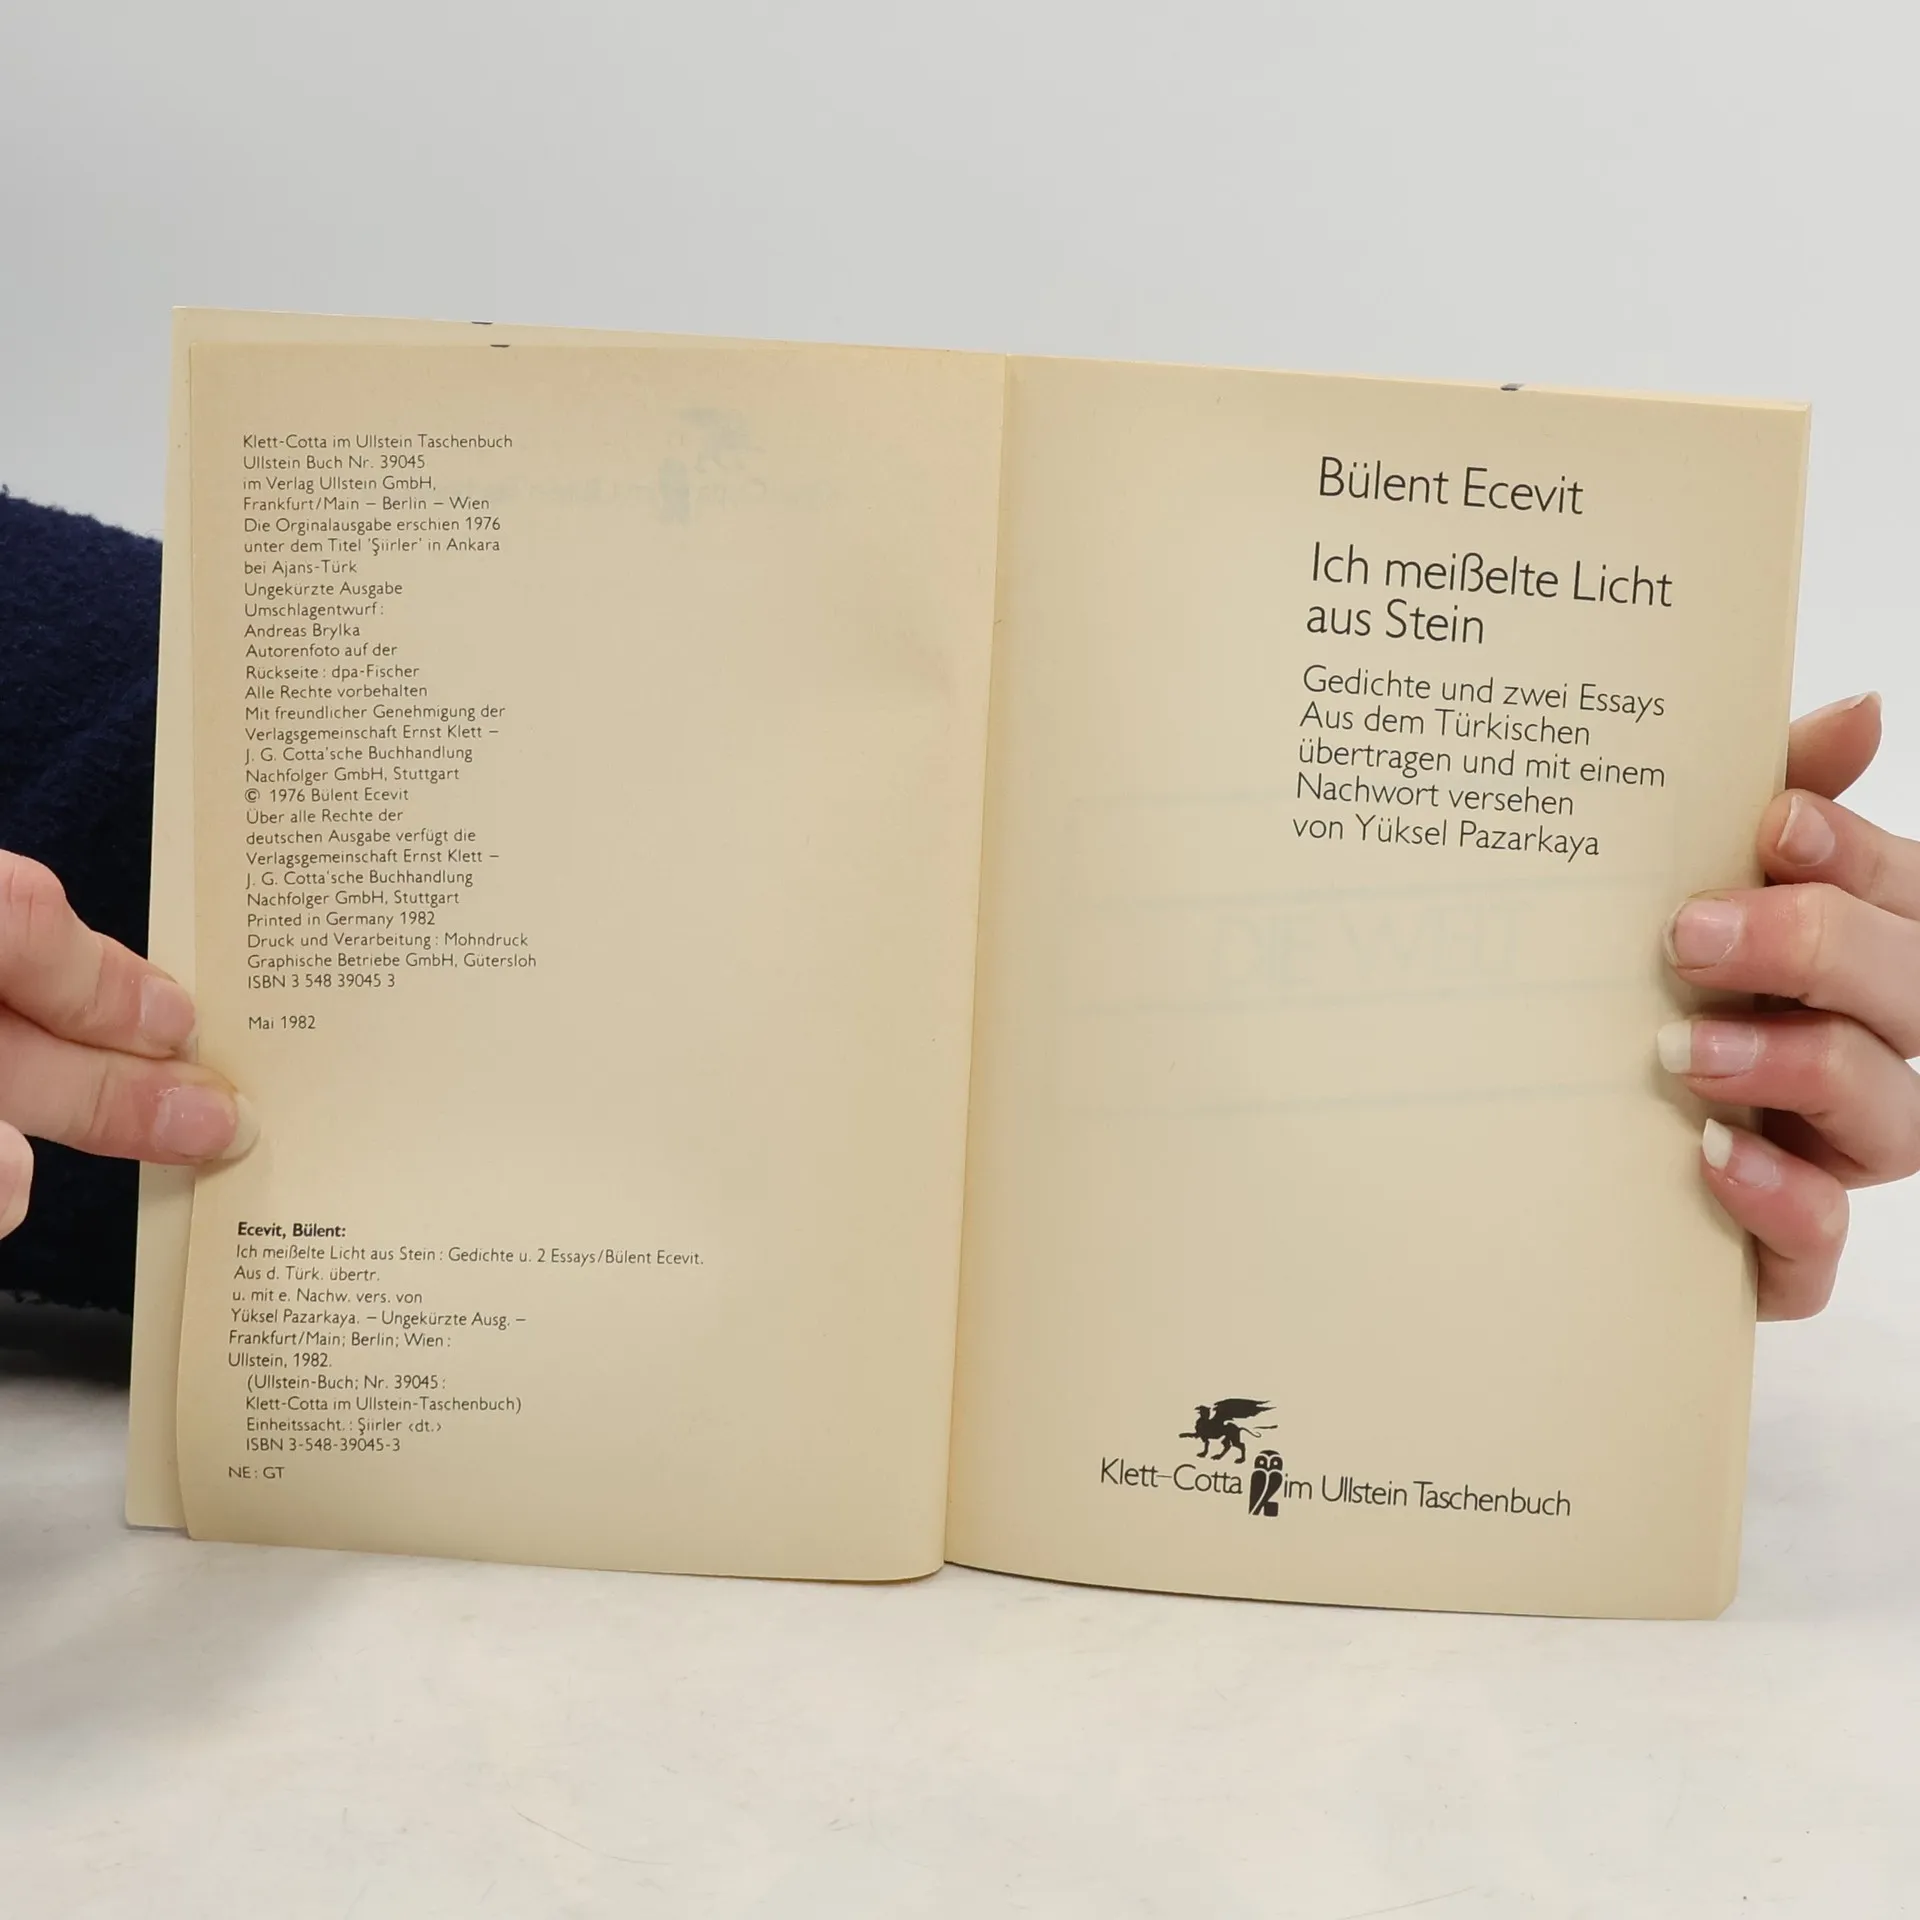 Klett-Cotta im Ullstein Taschenbuch
Ullstein Buch Nr. 39045
im Verlag Ullstein GmbH,
Frankfurt/Main – Berlin – Wien
Die Orginalausgabe erschien 1976
unter dem Titel 'Şiirler' in Ankara
bei Ajans-Türk
Ungekürzte Ausgabe
Umschlagentwurf:
Andreas Brylka
Autorenfoto auf der
Rückseite: dpa-Fischer
Alle Rechte vorbehalten
Mit freundlicher Genehmigung der
Verlagsgemeinschaft Ernst Klett –
J. G. Cotta'sche Buchhandlung
Nachfolger GmbH, Stuttgart
© 1976 Bülent Ecevit
Über alle Rechte der
deutschen Ausgabe verfügt die
Verlagsgemeinschaft Ernst Klett –
J. G. Cotta'sche Buchhandlung
Nachfolger GmbH, Stuttgart
Printed in Germany 1982
Druck und Verarbeitung: Mohndruck
Graphische Betriebe GmbH, Gütersloh
ISBN 3 548 39045 3
Mai 1982
Ecevit, Bülent:
Ich meißelte Licht aus Stein: Gedichte u. 2 Essays/Bülent Ecevit.
Aus d. Türk. übertr.
u. mit e. Nachw. vers. von
Yüksel Pazarkaya. – Ungekürzte Ausg. –
Frankfurt/Main; Berlin; Wien:
Ullstein, 1982.
(Ullstein-Buch; Nr. 39045:
Klett-Cotta im Ullstein-Taschenbuch)
Einheitssacht.: Şiirler ‹dt.›
ISBN 3-548-39045-3
NE: GT
Bülent Ecevit
Ich meißelte Licht
aus Stein
Gedichte und zwei Essays
Aus dem Türkischen
übertragen und mit einem
Nachwort versehen
von Yüksel Pazarkaya
Klett-Cotta im Ullstein Taschenbuch